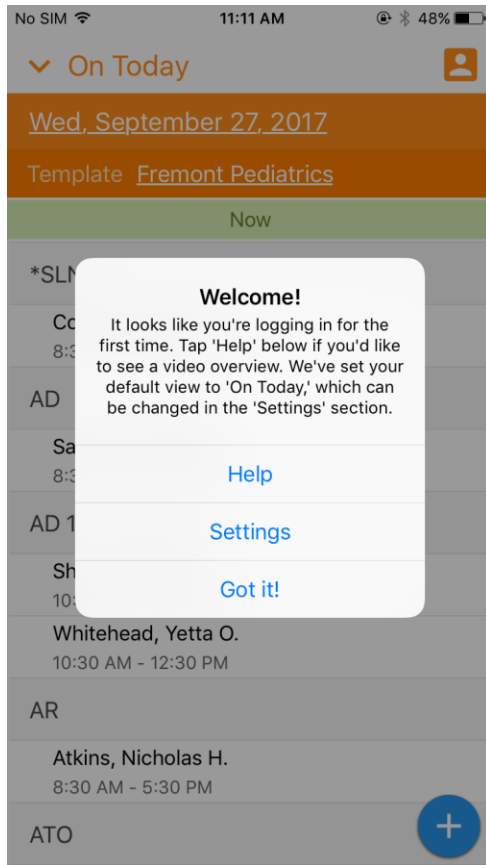 No SIM 11:11 AM 48%
On Today
Wed, September 27, 2017
Template Fremont Pediatrics
Now
*SLN
Welcome!
It looks like you're logging in for the
first time. Tap 'Help' below if you'd like
to see a video overview. We've set your
default view to 'On Today,' which can
be changed in the 'Settings' section.
AD
Help
AD 1
Settings
Sh
Got it!
Whitehead, Yetta O.
10:30 AM - 12:30 PM
AR
Atkins, Nicholas H.
8:30 AM - 5:30 PM
ATO